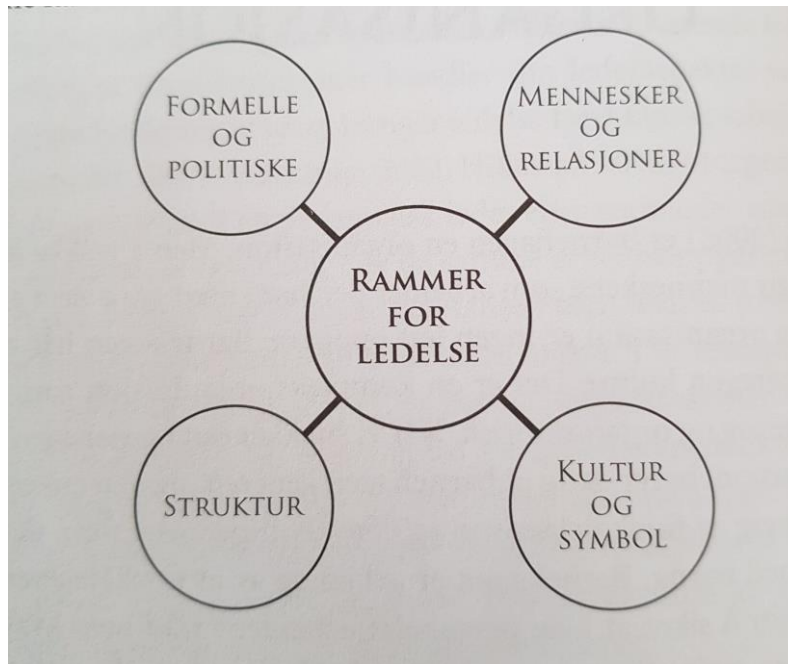 FORMELLE
OG
POLITISKE
MENNESKER
OG
RELASJONER
RAMMER
FOR
LEDELSE
STRUKTUR
KULTUR
OG
SYMBOL